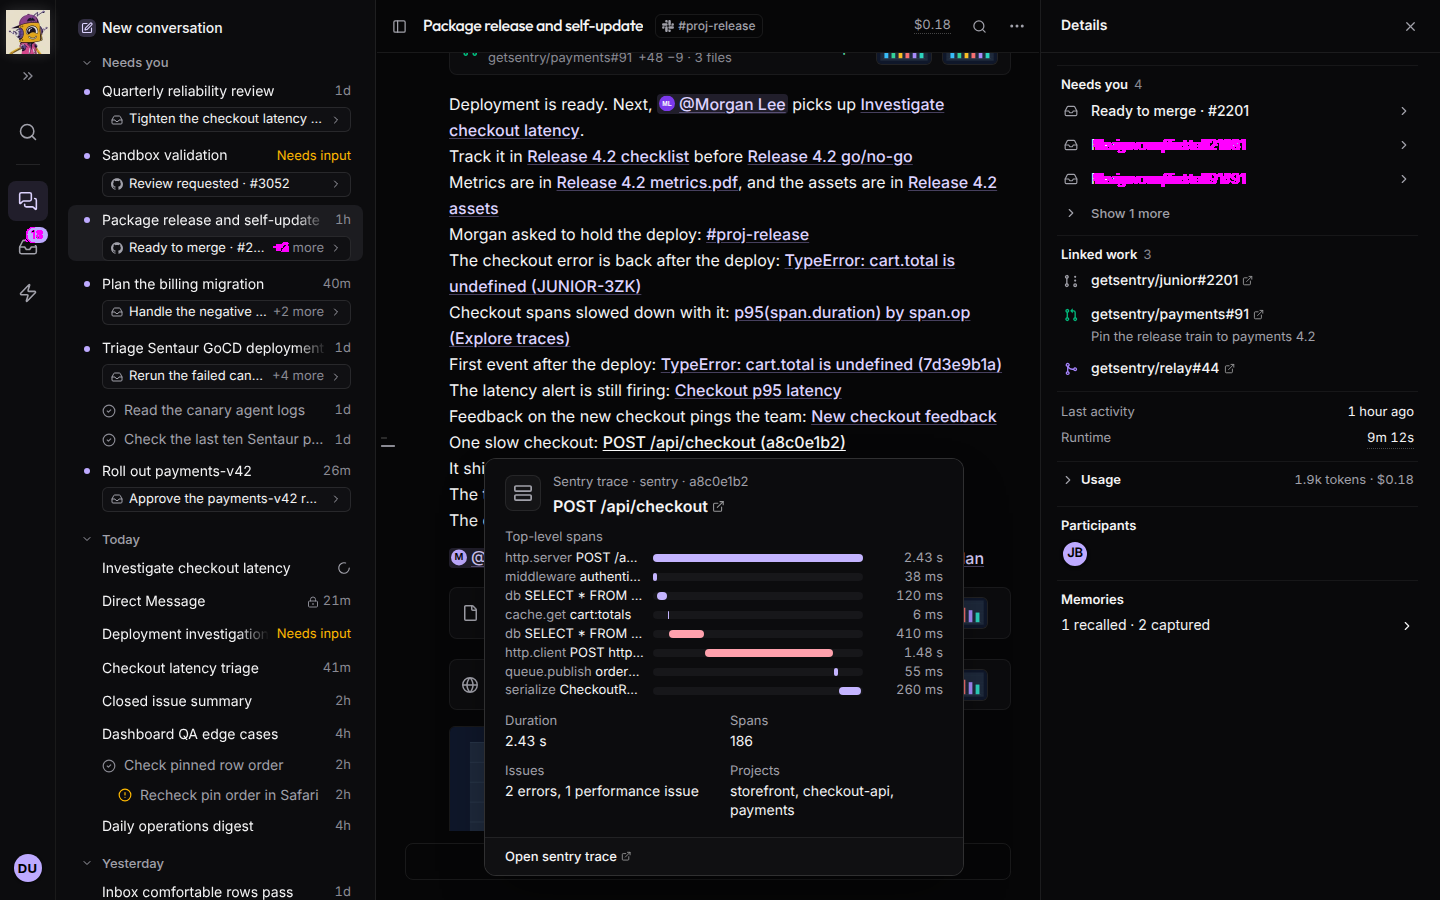 New conversation
Needs you
Quarterly reliability review 1d
Tighten the checkout latency ...
Sandbox validation Needs input
Review requested · #3052
Package release and self-update 1h
Ready to merge · #2... more
Plan the billing migration 40m
Handle the negative ... +2 more
Triage Sentaur GoCD deployment 1d
Rerun the failed can... +4 more
Read the canary agent logs 1d
Check the last ten Sentaur p... 1d
Roll out payments-v42 26m
Approve the payments-v42 r...
Today
Investigate checkout latency
Direct Message 21m
Deployment investigation Needs input
Checkout latency triage 41m
Closed issue summary 2h
Dashboard QA edge cases 4h
Check pinned row order 2h
Recheck pin order in Safari 2h
Daily operations digest 4h
Yesterday
Inbox comfortable rows pass 1d
DU
Package release and self-update #proj-release $0.18
getsentry/payments#91 +48 −9 · 3 files
Deployment is ready. Next, ML @Morgan Lee picks up Investigate
checkout latency.
Track it in Release 4.2 checklist before Release 4.2 go/no-go
Metrics are in Release 4.2 metrics.pdf, and the assets are in Release 4.2
assets
Morgan asked to hold the deploy: #proj-release
The checkout error is back after the deploy: TypeError: cart.total is
undefined (JUNIOR-3ZK)
Checkout spans slowed down with it: p95(span.duration) by span.op
(Explore traces)
First event after the deploy: TypeError: cart.total is undefined (7d3e9b1a)
The latency alert is still firing: Checkout p95 latency
Feedback on the new checkout pings the team: New checkout feedback
One slow checkout: POST /api/checkout (a8c0e1b2)
It shi
The
The
M @
Sentry trace · sentry · a8c0e1b2
POST /api/checkout
Top-level spans
http.server POST /a... 2.43 s
middleware authenti... 38 ms
db SELECT * FROM ... 120 ms
cache.get cart:totals 6 ms
db SELECT * FROM ... 410 ms
http.client POST http... 1.48 s
queue.publish order... 55 ms
serialize CheckoutR... 260 ms
Duration Spans
2.43 s 186
Issues Projects
2 errors, 1 performance issue storefront, checkout-api,
payments
Open sentry trace
Details
Needs you 4
Ready to merge · #2201
Show 1 more
Linked work 3
getsentry/junior#2201
getsentry/payments#91
Pin the release train to payments 4.2
getsentry/relay#44
Last activity 1 hour ago
Runtime 9m 12s
Usage 1.9k tokens · $0.18
Participants
JB
Memories
1 recalled · 2 captured